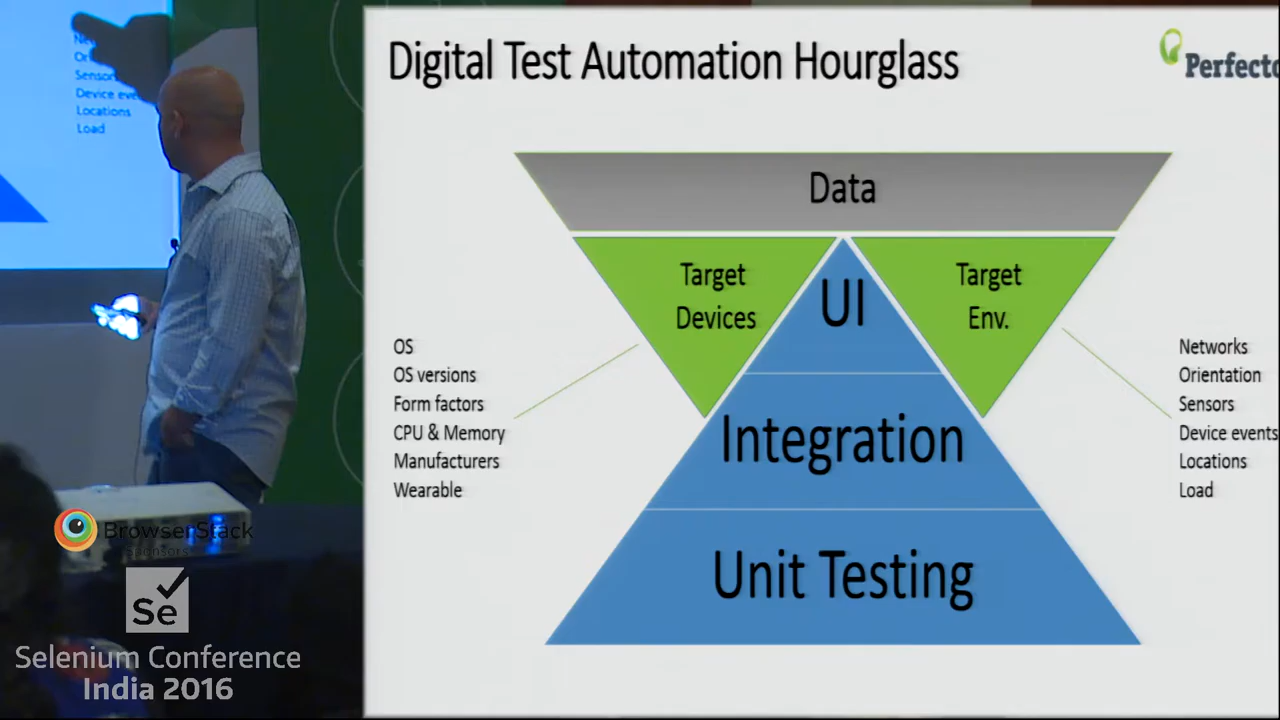 Digital Test Automation Hourglass
Perfecto
Data
Target
Devices
UI
Target
Env.
OS
OS versions
Form factors
CPU & Memory
Manufacturers
Wearable
Networks
Orientation
Sensors
Device events
Locations
Load
Integration
Unit Testing
Sensors
Device eve
Locations
Load
BrowserStack
Sponsors
Se
Selenium Conference
India 2016